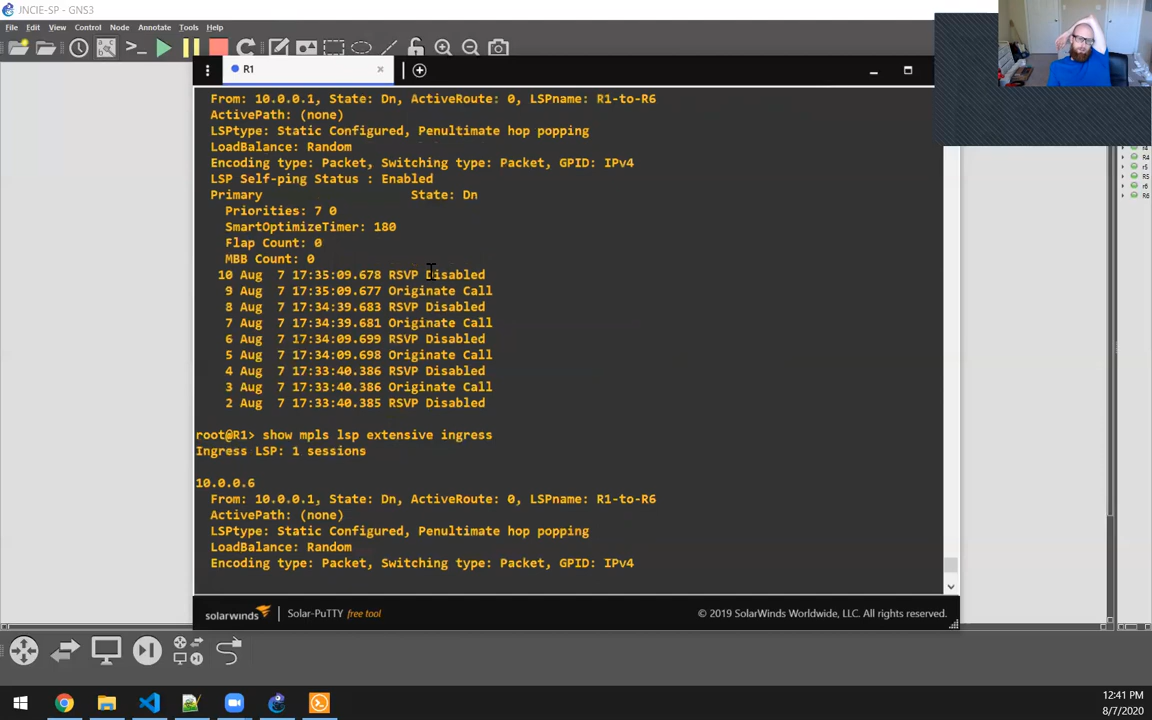 JNCIE-SP - GNS3
File Edit View Control Node Annotate Tools Help
R1
From: 10.0.0.1, State: Dn, ActiveRoute: 0, LSPname: R1-to-R6
ActivePath: (none)
LSPtype: Static Configured, Penultimate hop popping
LoadBalance: Random
Encoding type: Packet, Switching type: Packet, GPID: IPv4
LSP Self-ping Status : Enabled
Primary State: Dn
Priorities: 7 0
SmartOptimizeTimer: 180
Flap Count: 0
MBB Count: 0
10 Aug 7 17:35:09.678 RSVP Disabled
9 Aug 7 17:35:09.677 Originate Call
8 Aug 7 17:34:39.683 RSVP Disabled
7 Aug 7 17:34:39.681 Originate Call
6 Aug 7 17:34:09.699 RSVP Disabled
5 Aug 7 17:34:09.698 Originate Call
4 Aug 7 17:33:40.386 RSVP Disabled
3 Aug 7 17:33:40.386 Originate Call
2 Aug 7 17:33:40.385 RSVP Disabled
root@R1> show mpls lsp extensive ingress
Ingress LSP: 1 sessions
10.0.0.6
From: 10.0.0.1, State: Dn, ActiveRoute: 0, LSPname: R1-to-R6
ActivePath: (none)
LSPtype: Static Configured, Penultimate hop popping
LoadBalance: Random
Encoding type: Packet, Switching type: Packet, GPID: IPv4
R4
r5
R5
r6
R6
solarwinds Solar-PuTTY free tool © 2019 SolarWinds Worldwide, LLC. All rights reserved.
12:41 PM
8/7/2020